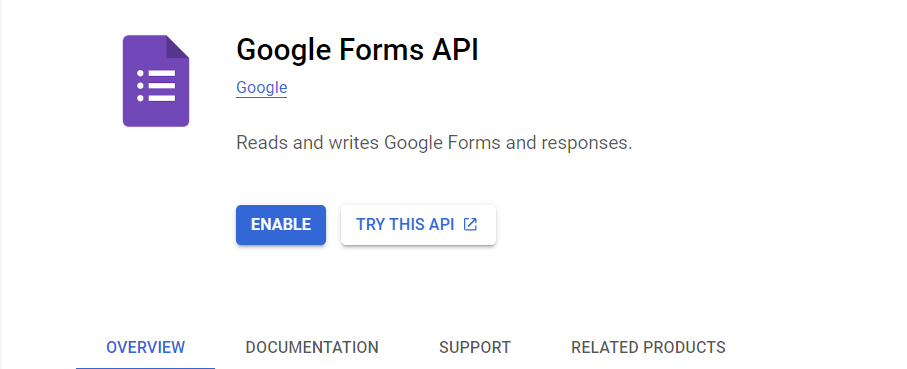 Google Forms API
Google
Reads and writes Google Forms and responses.
ENABLE TRY THIS API
OVERVIEW DOCUMENTATION SUPPORT RELATED PRODUCTS